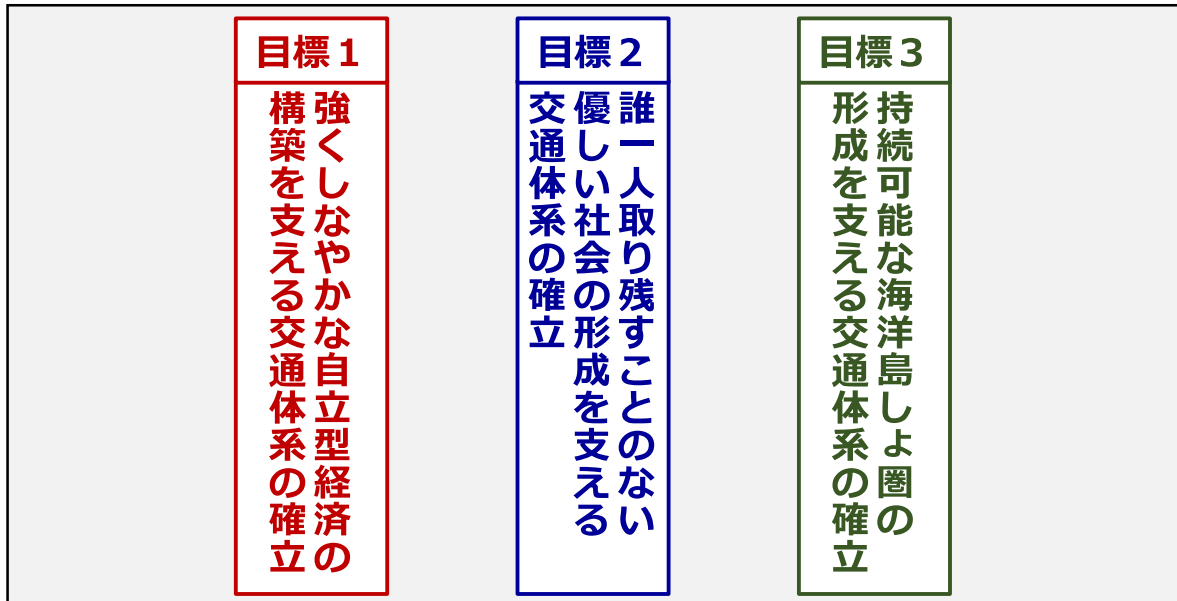 目標１
強くしなやかな自立型経済の
構築を支える交通体系の確立
目標２
誰一人取り残すことのない
優しい社会の形成を支える
交通体系の確立
目標３
持続可能な海洋島しょ圏の
形成を支える交通体系の確立